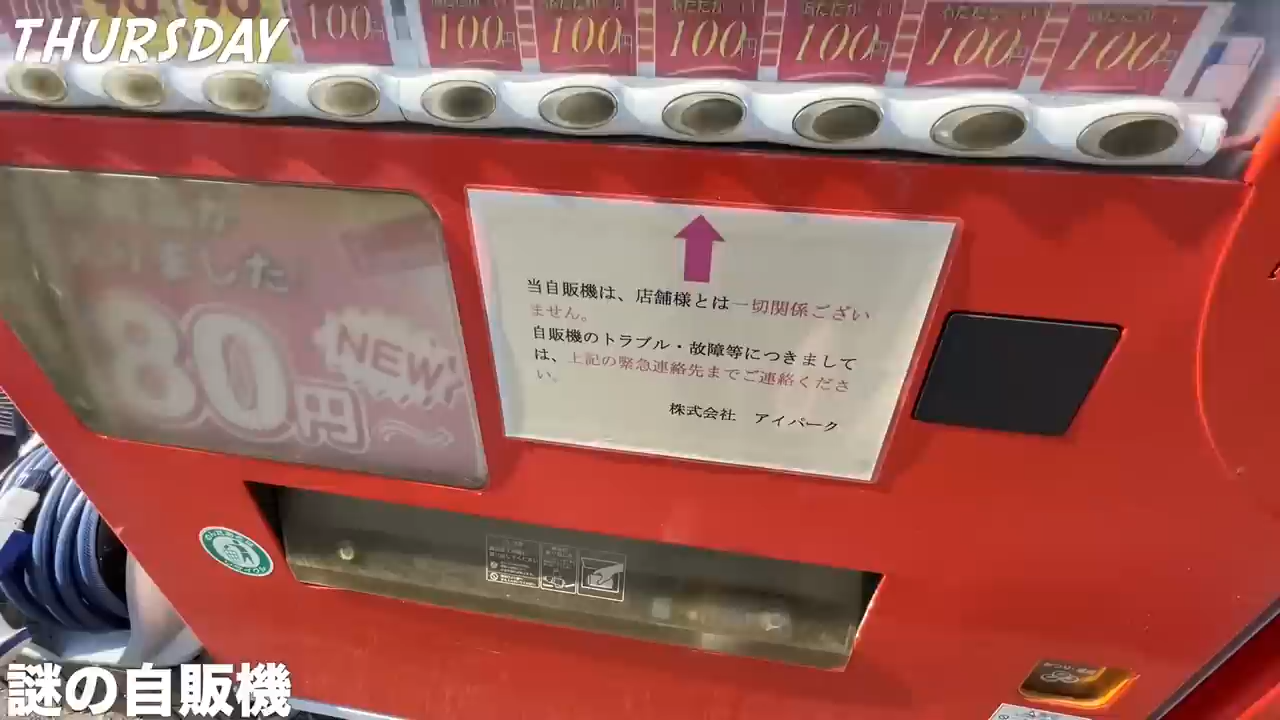 THURSDAY
90 90 100円 100円 100円 100円 100円 100円 100円
ました
80円
NEW!
当自販機は、店舗様とは一切関係ござい
ません。
自販機のトラブル・故障等につきまして
は、上記の緊急連絡先までご連絡くださ
い。
株式会社 アイパーク
謎の自販機